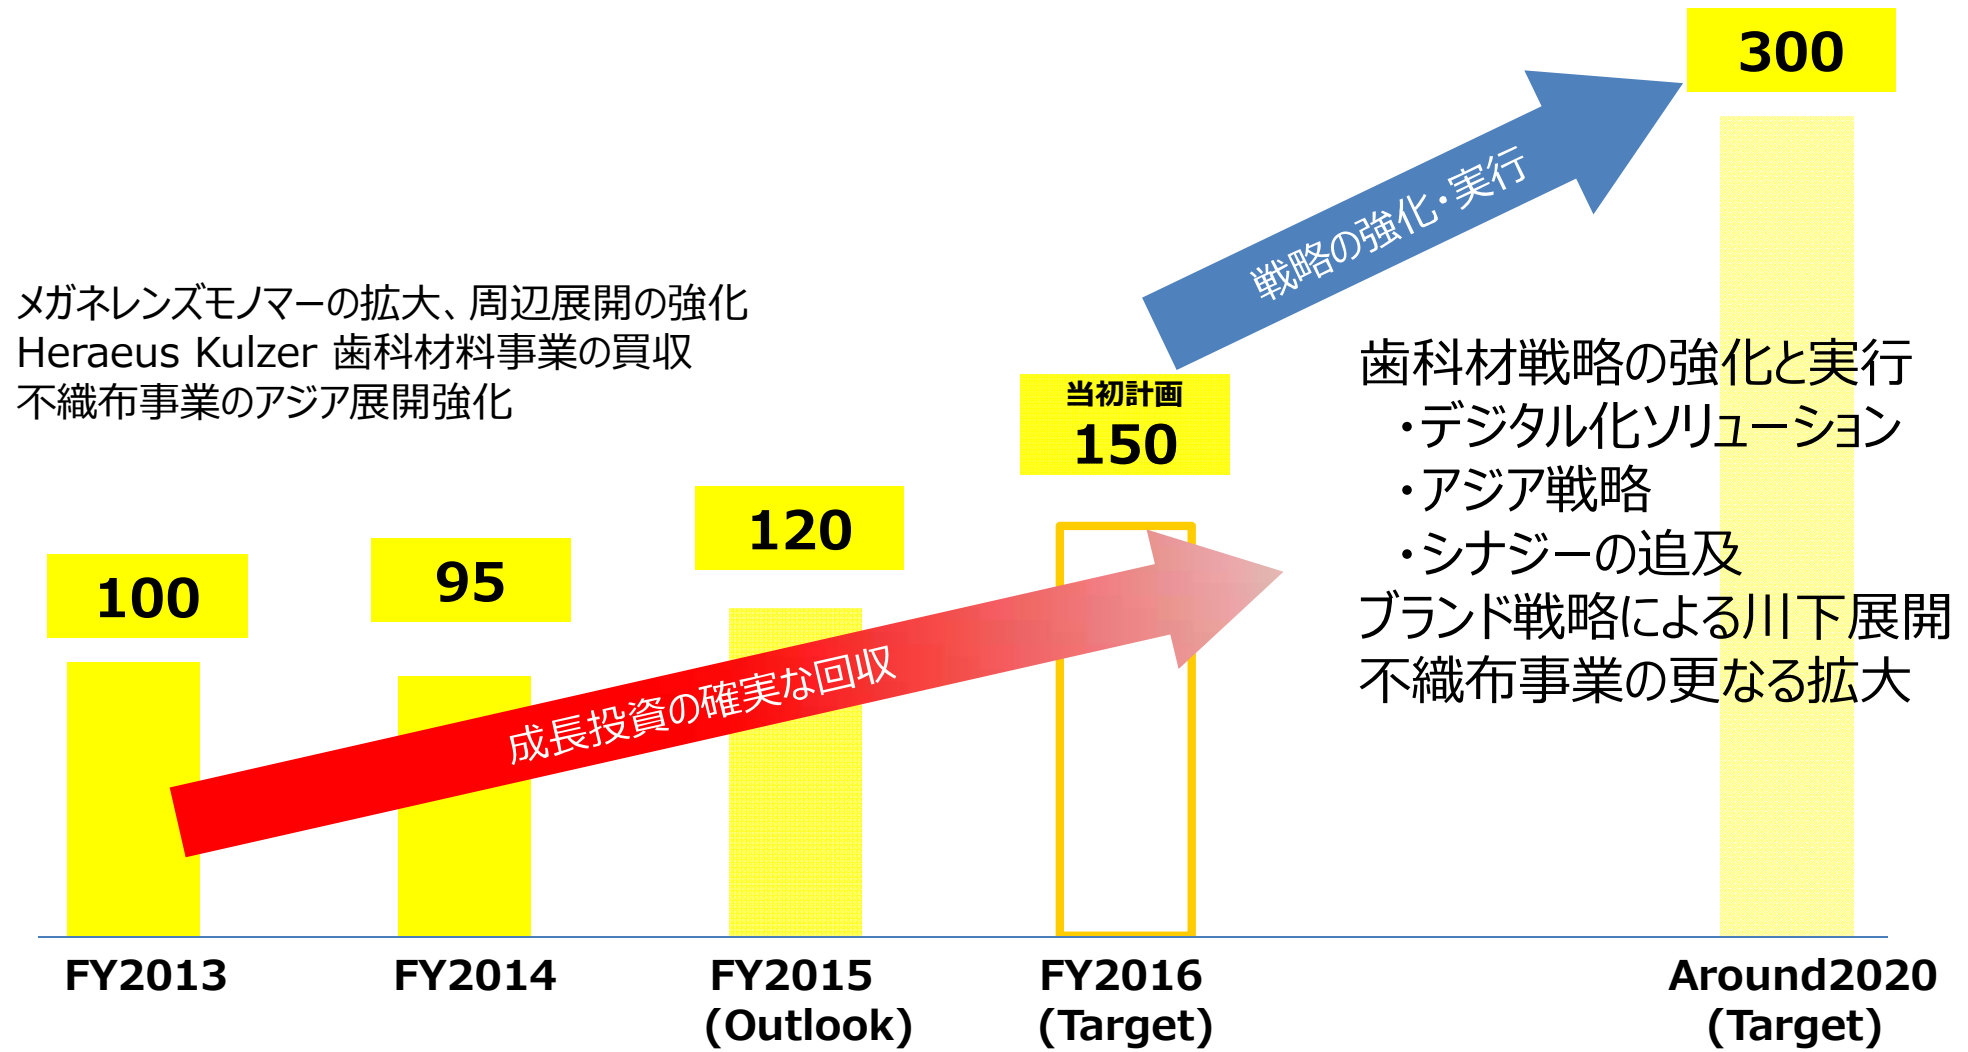 300
戦略の強化・実行
メガネレンズモノマーの拡大、周辺展開の強化
Heraeus Kulzer 歯科材料事業の買収
不織布事業のアジア展開強化
歯科材戦略の強化と実行
・デジタル化ソリューション
・アジア戦略
・シナジーの追及
ブランド戦略による川下展開
不織布事業の更なる拡大
当初計画
150
120
95
100
成長投資の確実な回収
FY2013
FY2014
FY2015
(Outlook)
FY2016
(Target)
Around2020
(Target)